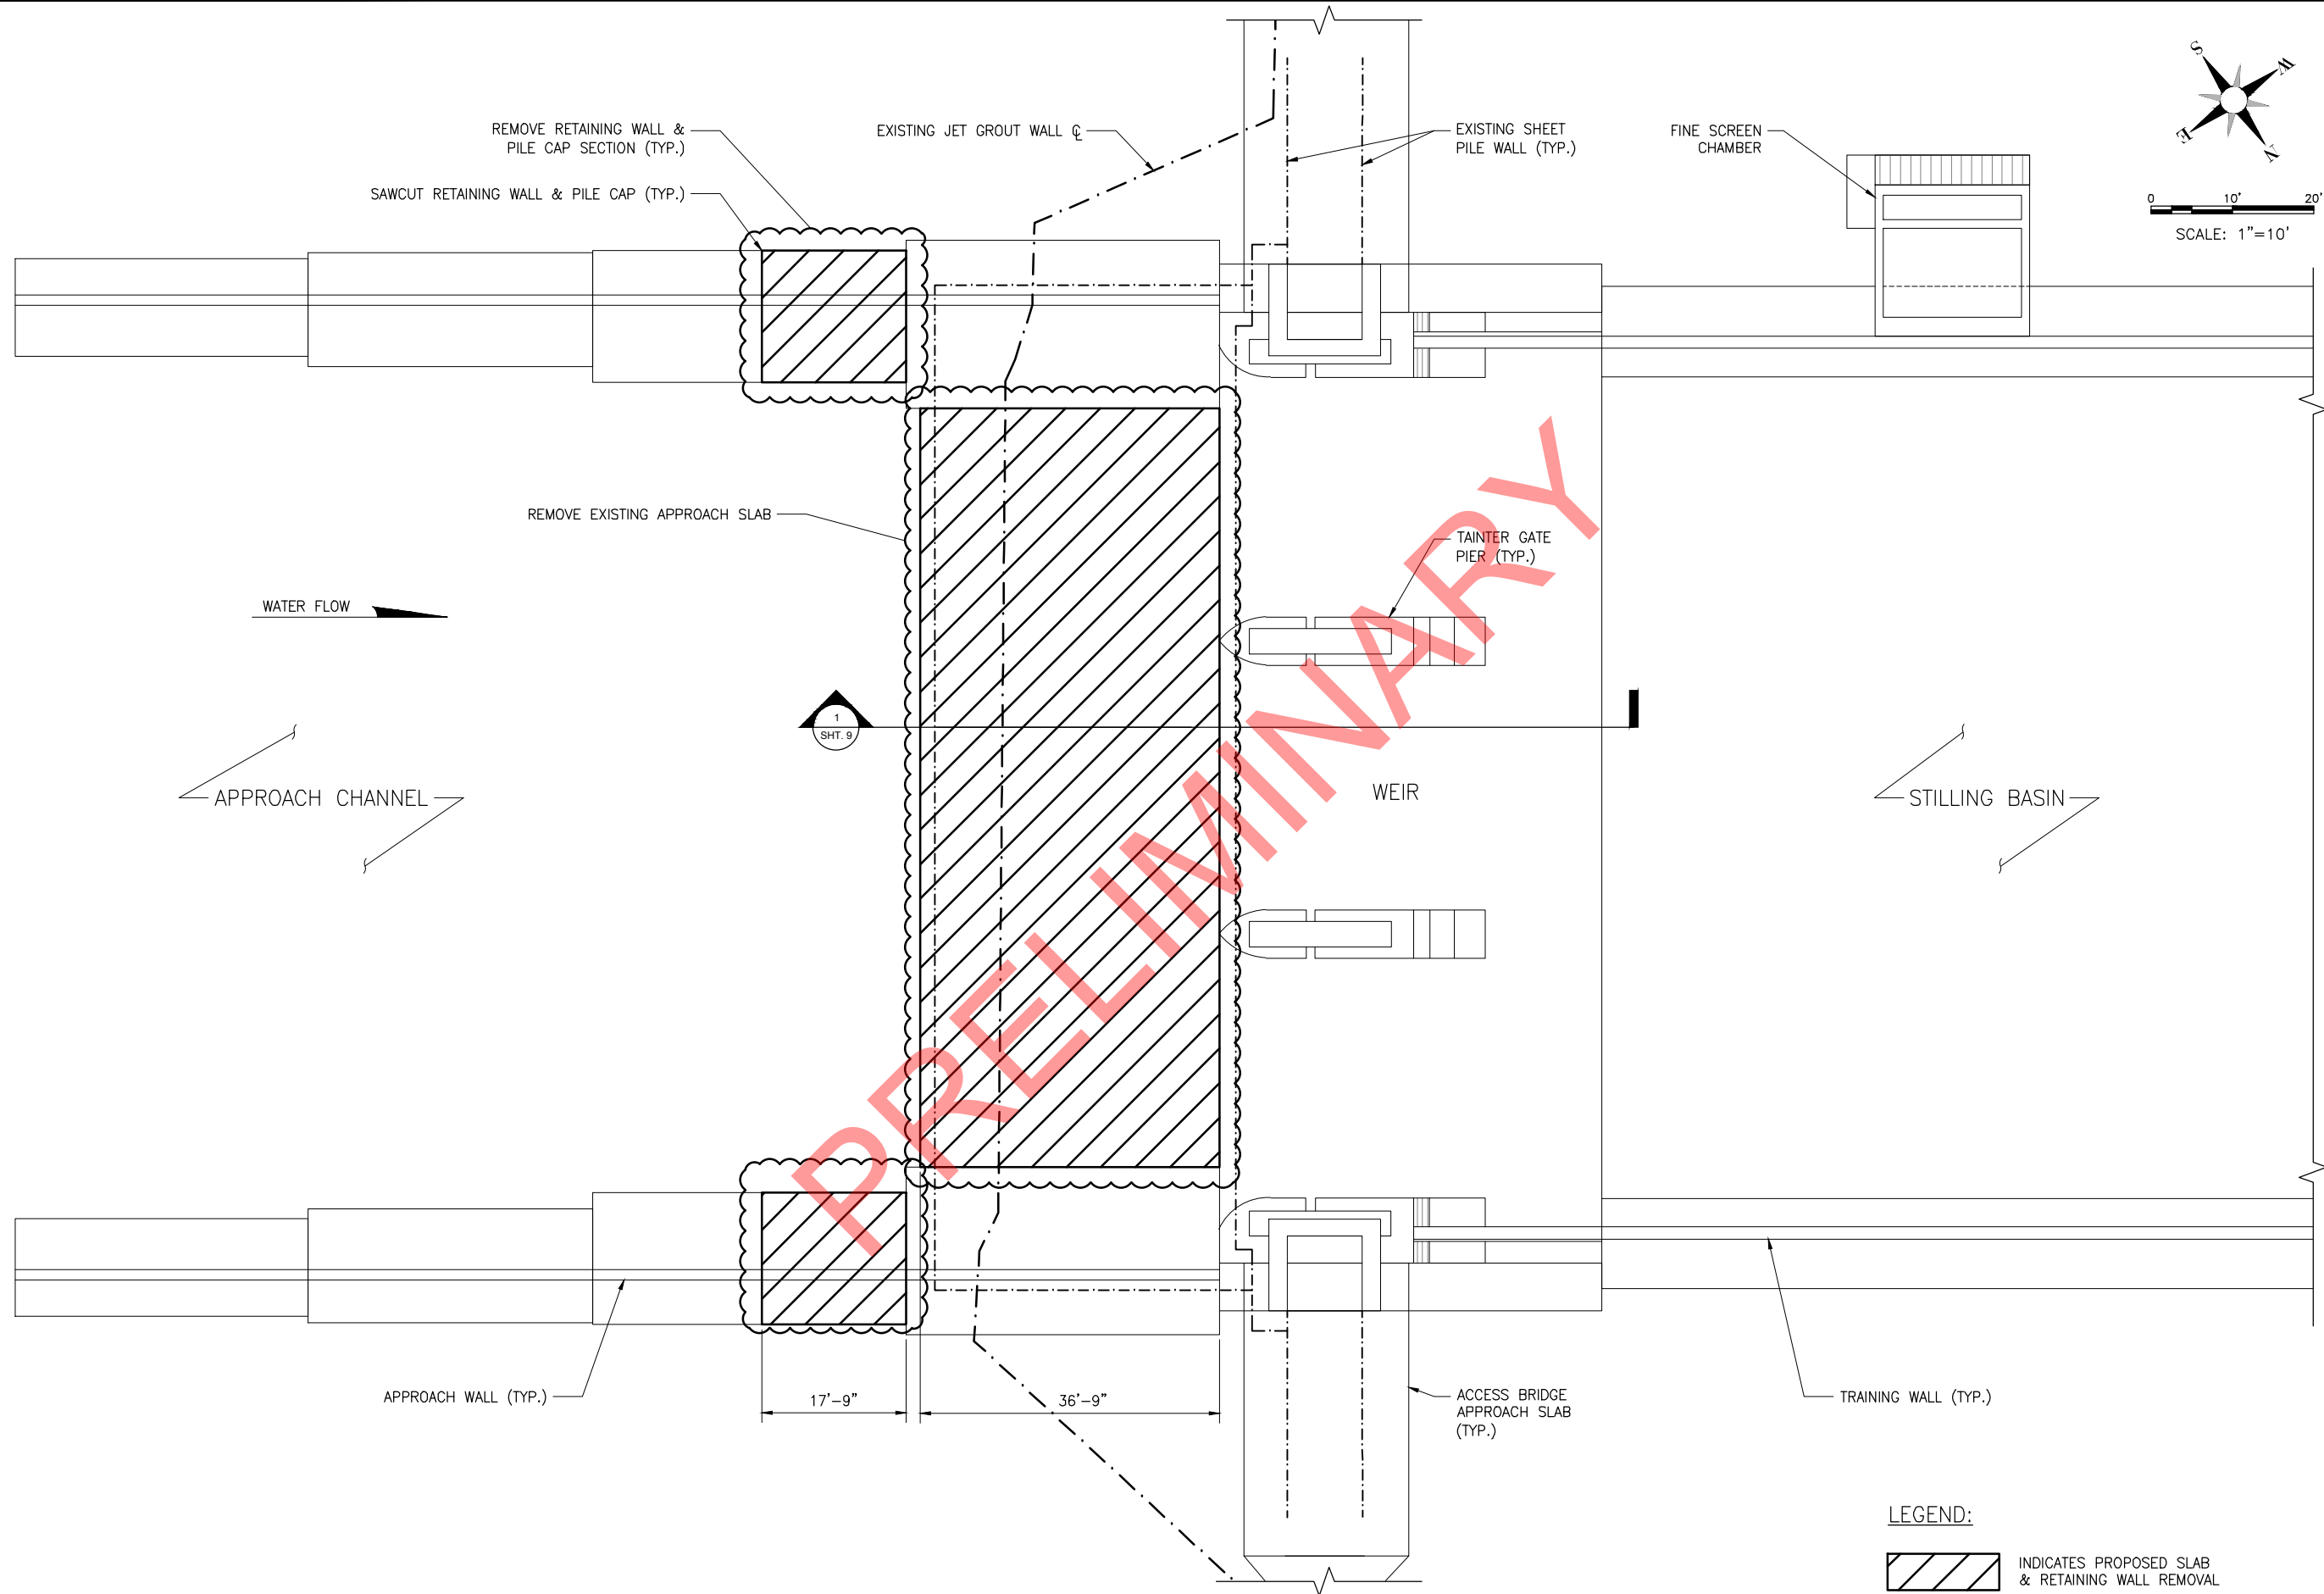 REMOVE RETAINING WALL &
PILE CAP SECTION (TYP.)
SAWCUT RETAINING WALL & PILE CAP (TYP.)
EXISTING JET GROUT WALL ℄
EXISTING SHEET
PILE WALL (TYP.)
FINE SCREEN
CHAMBER
S
W
E
N
0 10' 20'
SCALE: 1"=10'
REMOVE EXISTING APPROACH SLAB
TAINTER GATE
PIER (TYP.)
WATER FLOW
1
SHT. 9
APPROACH CHANNEL
WEIR
STILLING BASIN
PRELIMINARY
APPROACH WALL (TYP.)
17'-9"
36'-9"
ACCESS BRIDGE
APPROACH SLAB
(TYP.)
TRAINING WALL (TYP.)
LEGEND:
INDICATES PROPOSED SLAB
& RETAINING WALL REMOVAL